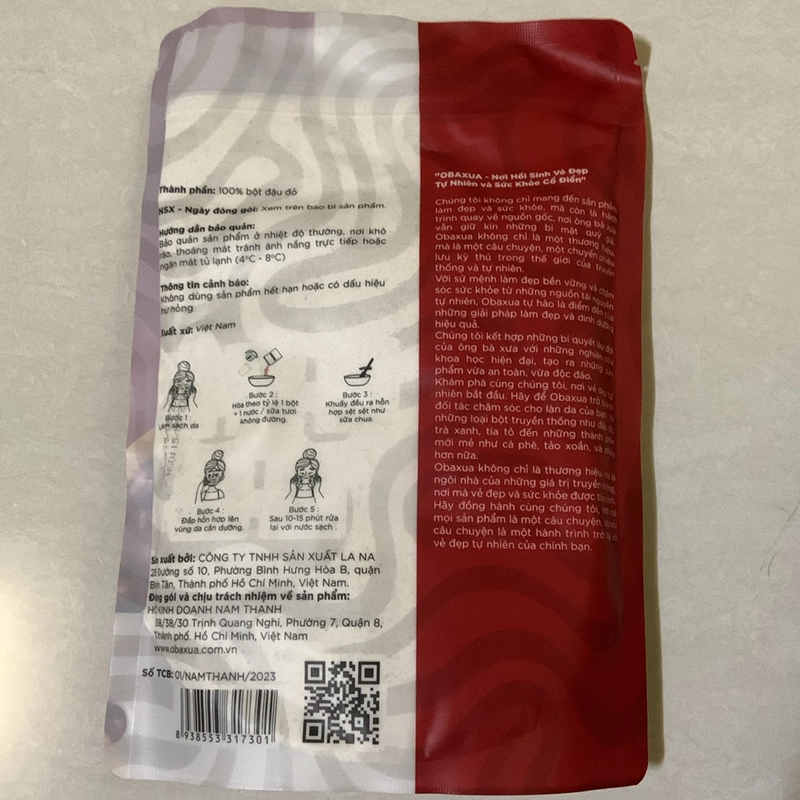 Thành phần: 100% bột đậu đỏ
NSX - Ngày đóng gói: Xem trên bao bì sản phẩm.
Hướng dẫn bảo quản:
Bảo quản sản phẩm ở nhiệt độ thường, nơi khô
ráo, thoáng mát tránh ánh nắng trực tiếp hoặc
ngăn mát tủ lạnh (4°C - 8°C)
Thông tin cảnh báo:
Không dùng sản phẩm hết hạn hoặc có dấu hiệu
hư hỏng
Xuất xứ: Việt Nam
Bước 1 :
Làm sạch da
Bước 2 :
Hòa theo tỷ lệ 1 bột
+ 1 nước / sữa tươi
không đường.
Bước 3 :
Khuấy đều ra hỗn
hợp sệt sệt như
sữa chua.
Bước 4 :
Đắp hỗn hợp lên
vùng da cần dưỡng.
Bước 5 :
Sau 10-15 phút rửa
lại với nước sạch .
Sản xuất bởi: CÔNG TY TNHH SẢN XUẤT LA NA
Đường số 10, Phường Bình Hưng Hòa B, quận
Bình Tân, Thành phố Hồ Chí Minh, Việt Nam.
Đóng gói và chịu trách nhiệm về sản phẩm:
HỘ KINH DOANH NAM THANH
38/38/30 Trịnh Quang Nghị, Phường 7, Quận 8,
Thành phố. Hồ Chí Minh, Việt Nam
www.obaxua.com.vn
Số TCB: 01/NAMTHANH/2023
8 938553 317301
"OBAXUA - Nơi Hồi Sinh Vẻ Đẹp
Tự Nhiên và Sức Khỏe Cổ Điển"
Chúng tôi không chỉ mang đến sản phẩm
làm đẹp và sức khỏe, mà còn là hành
trình quay về nguồn gốc, nơi ông bà xưa
vẫn giữ kín những bí mật quý giá.
Obaxua không chỉ là một thương hiệu,
mà là một câu chuyện, một chuyến phiêu
lưu kỳ thú trong thế giới của truyền
thống và tự nhiên.
Với sứ mệnh làm đẹp bền vững và chăm
sóc sức khỏe từ những nguồn tài nguyên
tự nhiên, Obaxua tự hào là điểm đến của
những giải pháp làm đẹp và dinh dưỡng
hiệu quả.
Chúng tôi kết hợp những bí quyết lâu đời
của ông bà xưa với những nghiên cứu
khoa học hiện đại, tạo ra những sản
phẩm vừa an toàn, vừa độc đáo.
Khám phá cùng chúng tôi, nơi vẻ đẹp tự
nhiên bắt đầu. Hãy để Obaxua trở thành
đối tác chăm sóc cho làn da của bạn, từ
những loại bột truyền thống như đậu đỏ,
trà xanh, tía tô đến những thành phần
mới mẻ như cà phê, tảo xoắn, và nhiều
hơn nữa.
Obaxua không chỉ là thương hiệu, mà là
ngôi nhà của những giá trị truyền thống,
nơi mà vẻ đẹp và sức khỏe được tôn vinh.
Hãy đồng hành cùng chúng tôi, nơi mà
mọi sản phẩm là một câu chuyện, và mỗi
câu chuyện là một hành trình trở lại với
vẻ đẹp tự nhiên của chính bạn.